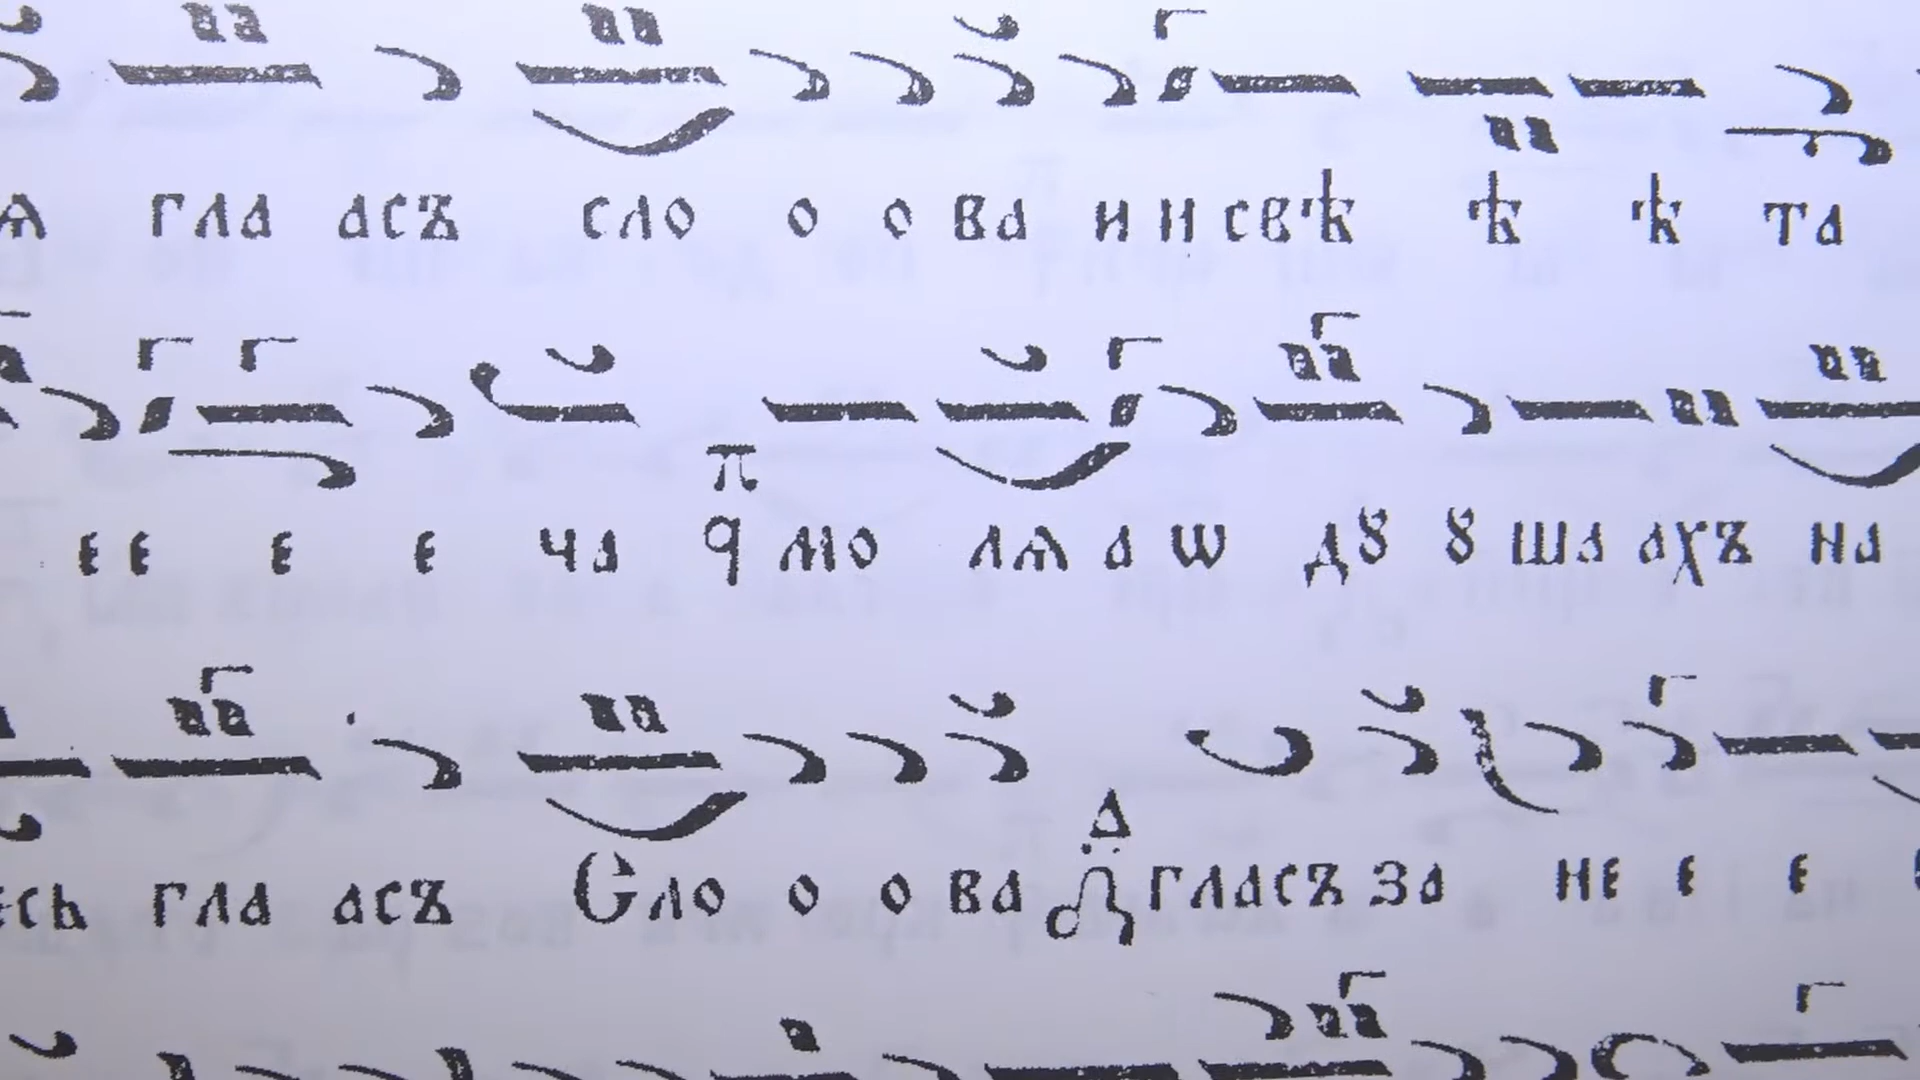 ѧ гла асъ сло о о ва и и свѣ ѣ ѣ та
е е е е ча ꙋ мо лѧ а ѡ дꙋ ꙋ ша ахъ на
есь гла асъ Сло о о ва гласъ за не е е